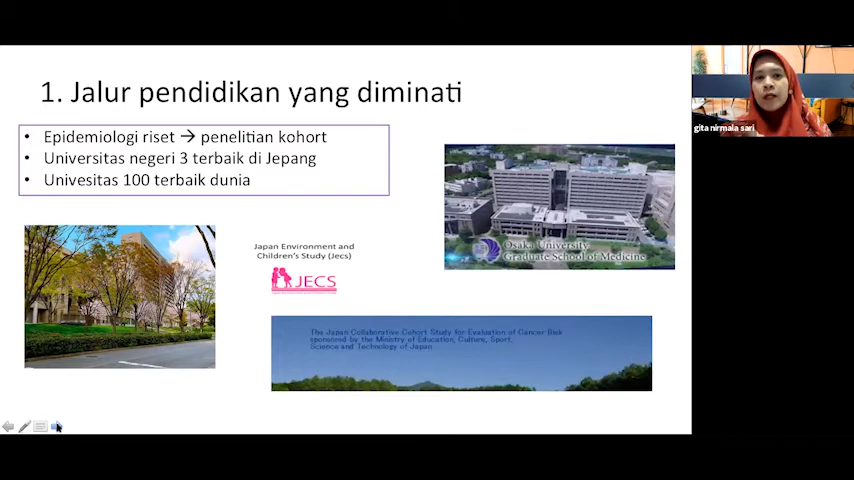 1. Jalur pendidikan yang diminati
• Epidemiologi riset → penelitian kohort
• Universitas negeri 3 terbaik di Jepang
• Univesitas 100 terbaik dunia
gita nirmala sari
Osaka University
Graduate School of Medicine
Japan Environment and
Children's Study (Jecs)
JECS
The Japan Collaborative Cohort Study for Evaluation of Cancer Risk
sponsored by the Ministry of Education, Culture, Sport,
Science and Technology of Japan